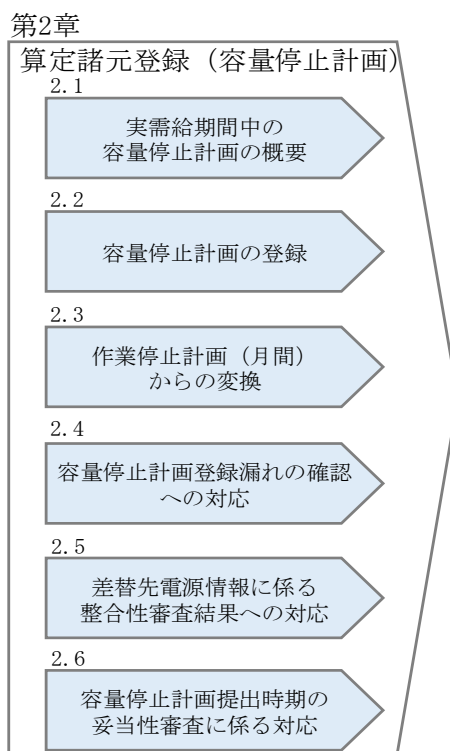 第2章
算定諸元登録（容量停止計画）
2.1
実需給期間中の
容量停止計画の概要
2.2
容量停止計画の登録
2.3
作業停止計画（月間）
からの変換
2.4
容量停止計画登録漏れの確認
への対応
2.5
差替先電源情報に係る
整合性審査結果への対応
2.6
容量停止計画提出時期の
妥当性審査に係る対応